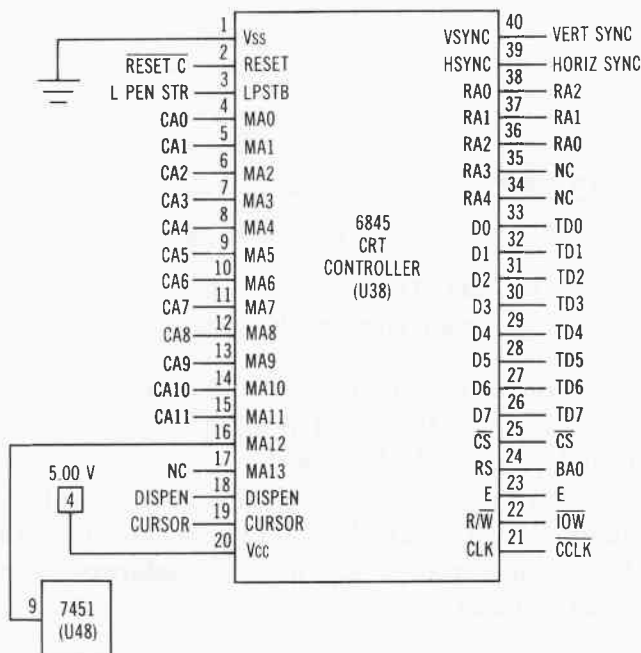 1 Vss VSYNC 40 VERT SYNC
R̅E̅S̅E̅T̅ ̅C̅ 2 RESET HSYNC 39 HORIZ SYNC
L PEN STR 3 LPSTB RA0 38 RA2
CA0 4 MA0 RA1 37 RA1
CA1 5 MA1 RA2 36 RA0
CA2 6 MA2 RA3 35 NC
CA3 7 MA3 RA4 34 NC
CA4 8 MA4 D0 33 TD0
CA5 9 MA5 D1 32 TD1
CA6 10 MA6 D2 31 TD2
CA7 11 MA7 D3 30 TD3
CA8 12 MA8 D4 29 TD4
CA9 13 MA9 D5 28 TD5
CA10 14 MA10 D6 27 TD6
CA11 15 MA11 D7 26 TD7
16 MA12 C̅S̅ 25 C̅S̅
NC 17 MA13 RS 24 BA0
DISPEN 18 DISPEN E 23 E
CURSOR 19 CURSOR R/W̅ 22 I̅O̅W̅
20 Vcc CLK 21 C̅C̅L̅K̅
6845
CRT
CONTROLLER
(U38)
5.00 V
4
9 7451
(U48)